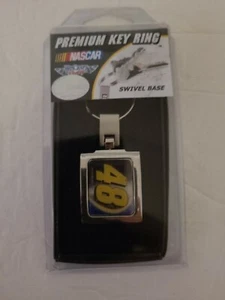 PREMIUM KEY RING
NASCAR
SWIVEL BASE
48